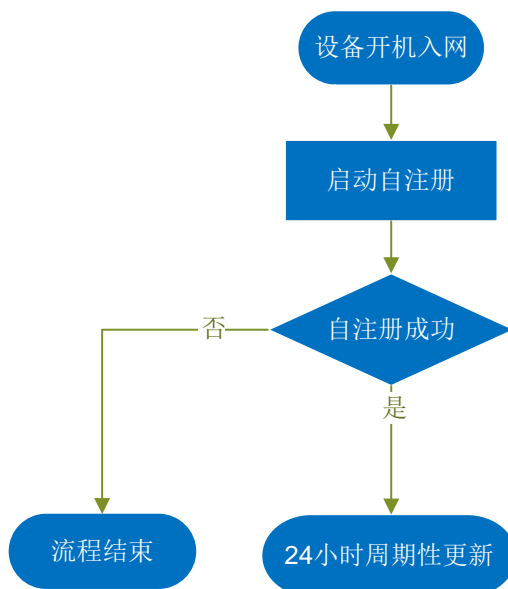 设备开机入网
启动自注册
自注册成功
否
是
流程结束
24小时周期性更新